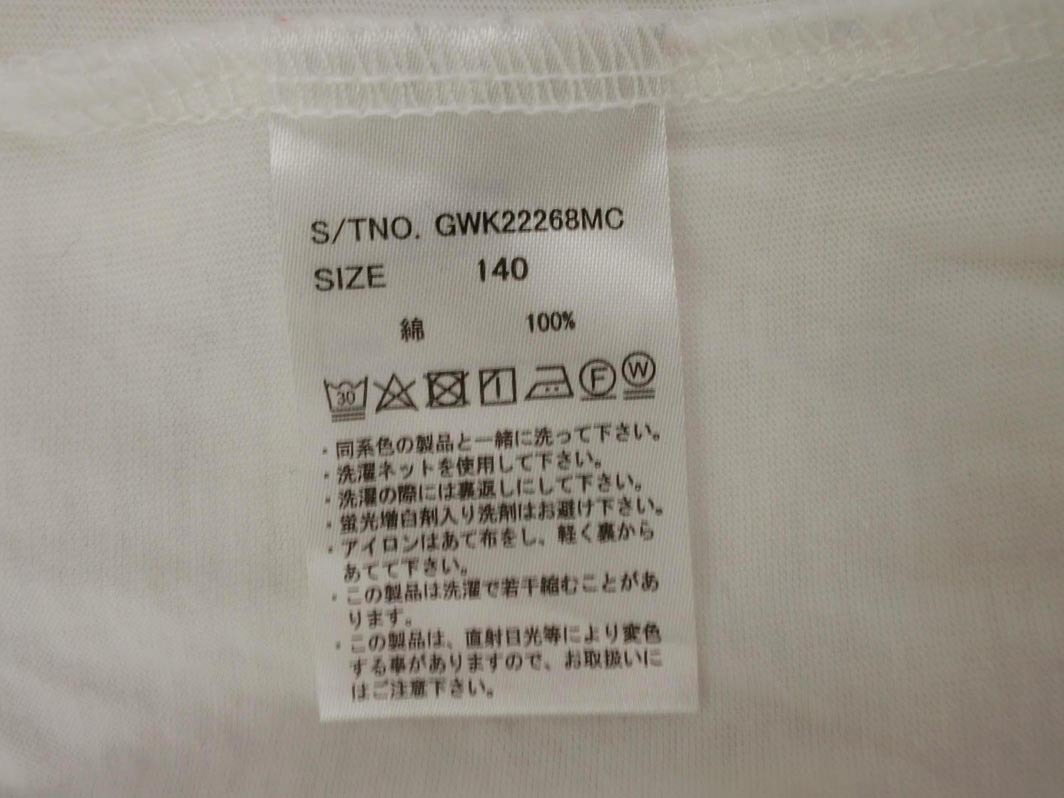 S/TNO. GWK22268MC
SIZE 140
綿 100%
30 F W
・同系色の製品と一緒に洗って下さい。
・洗濯ネットを使用して下さい。
・洗濯の際には裏返しにして下さい。
・蛍光増白剤入り洗剤はお避け下さい。
・アイロンはあて布をし、軽く裏から
あてて下さい。
・この製品は洗濯で若干縮むことがあ
ります。
・この製品は、直射日光等により変色
する事がありますので、お取扱いに
はご注意下さい。